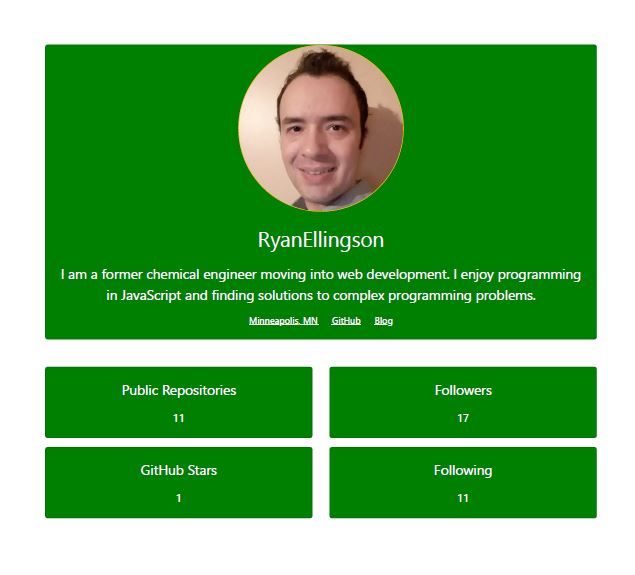 RyanEllingson
I am a former chemical engineer moving into web development. I enjoy programming
in JavaScript and finding solutions to complex programming problems.
Minneapolis, MN GitHub Blog
Public Repositories
11
Followers
17
GitHub Stars
1
Following
11